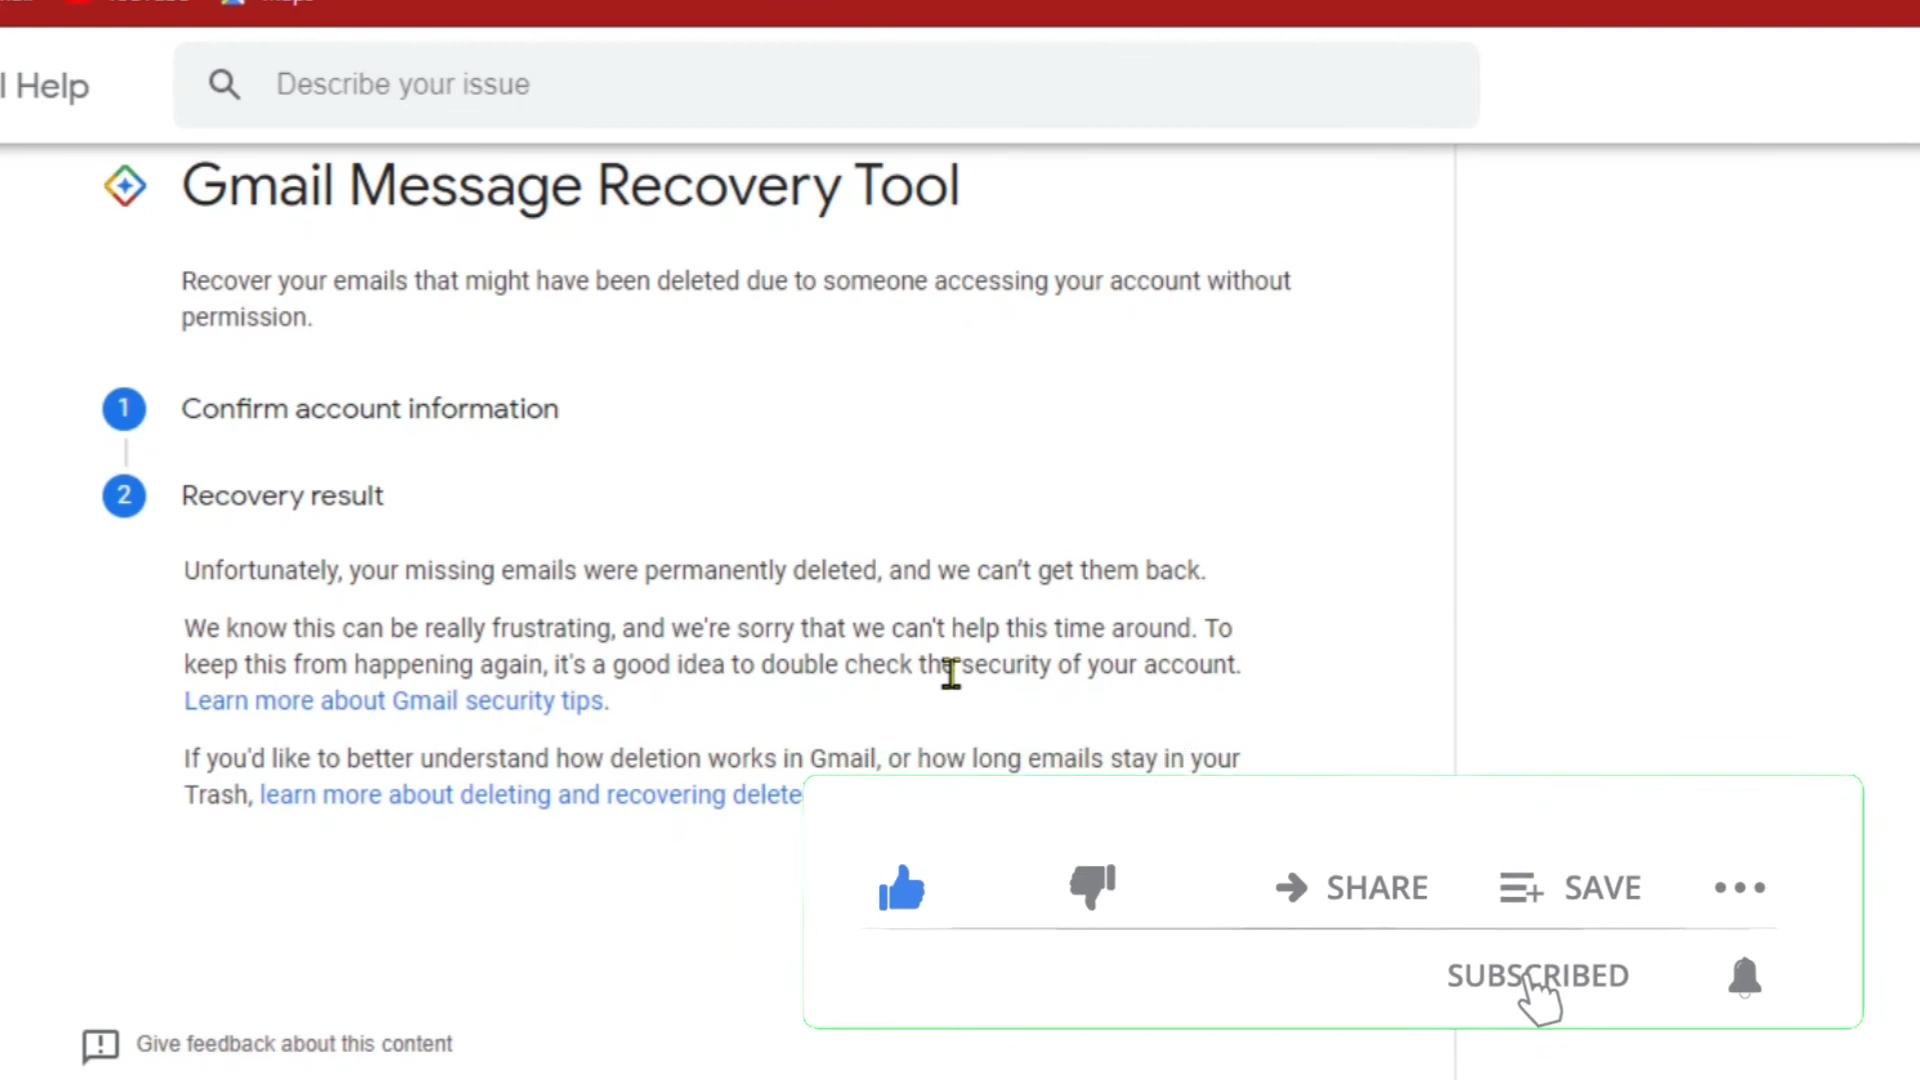 l Help
Describe your issue
Gmail Message Recovery Tool
Recover your emails that might have been deleted due to someone accessing your account without
permission.
1 Confirm account information
2 Recovery result
Unfortunately, your missing emails were permanently deleted, and we can't get them back.
We know this can be really frustrating, and we're sorry that we can't help this time around. To
keep this from happening again, it's a good idea to double check the security of your account.
Learn more about Gmail security tips.
If you'd like to better understand how deletion works in Gmail, or how long emails stay in your
Trash, learn more about deleting and recovering delete
SHARE SAVE
SUBSCRIBED
Give feedback about this content